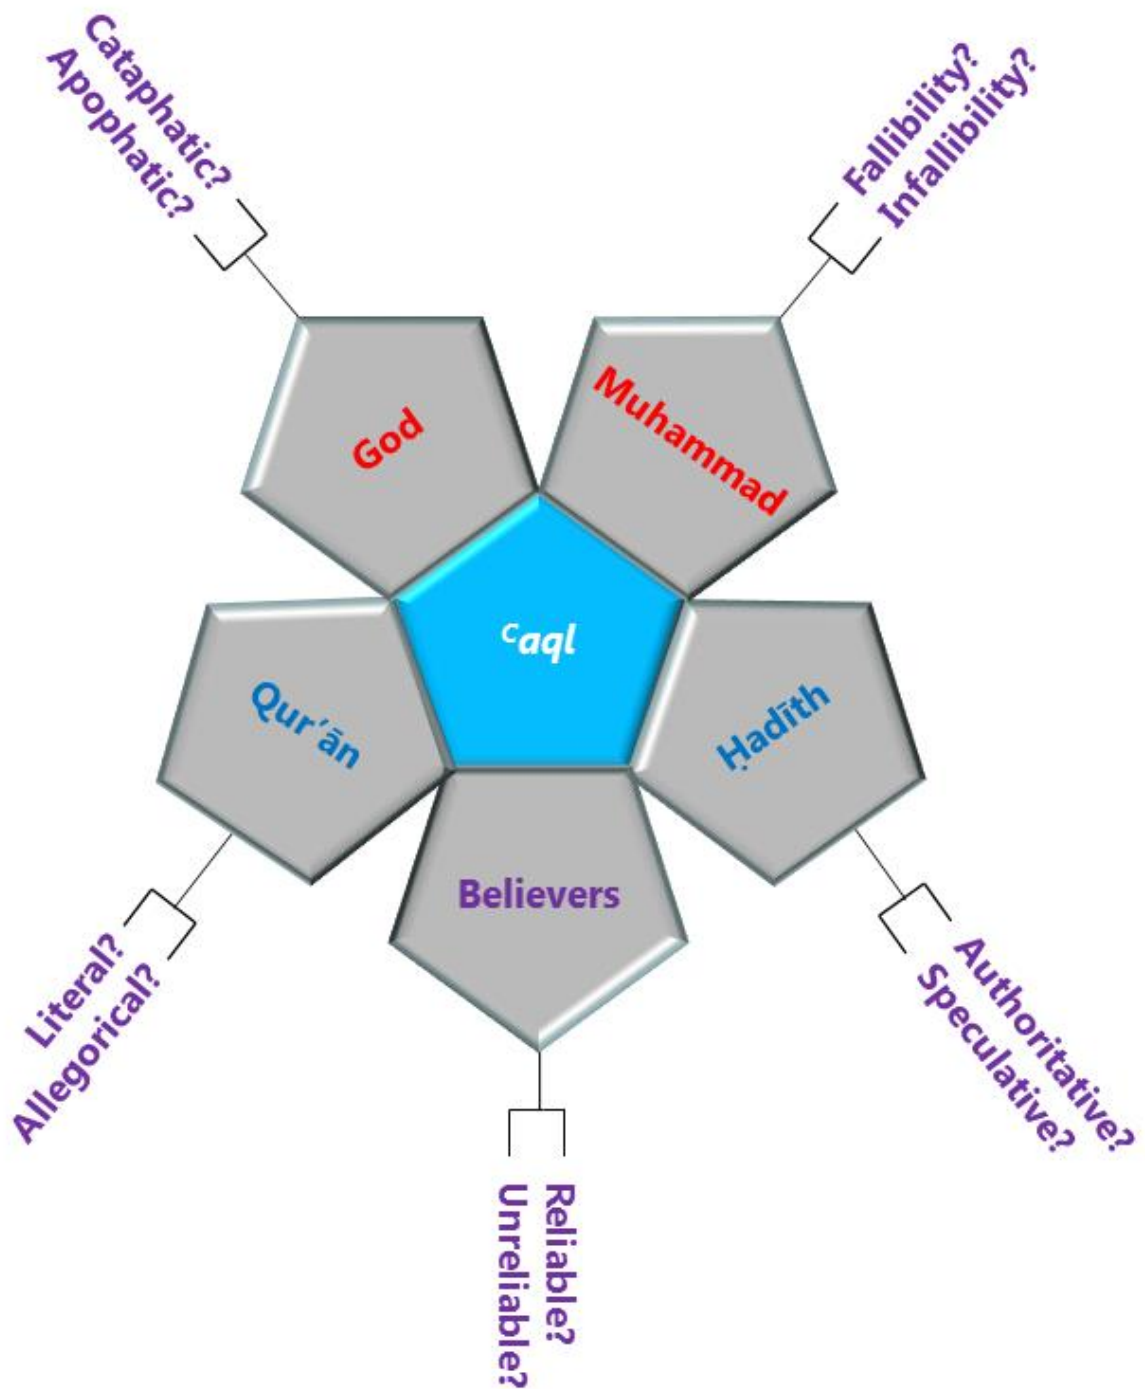 Cataphatic?
Apophatic?
Fallibility?
Infallibility?
God
Muhammad
ᶜaql
Qur′ān
Ḥadīth
Believers
Literal?
Allegorical?
Authoritative?
Speculative?
Reliable?
Unreliable?